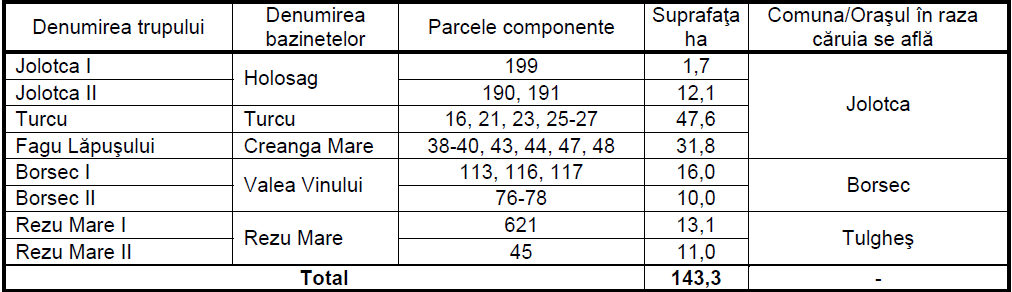 Denumirea trupului Denumirea bazinetelor Parcele componente Suprafaţa ha Comuna/Oraşul în raza căruia se află
Jolotca I Holosag 199 1,7 Jolotca
Jolotca II 190, 191 12,1
Turcu Turcu 16, 21, 23, 25-27 47,6
Fagu Lăpuşului Creanga Mare 38-40, 43, 44, 47, 48 31,8
Borsec I Valea Vinului 113, 116, 117 16,0 Borsec
Borsec II 76-78 10,0
Rezu Mare I Rezu Mare 621 13,1 Tulgheş
Rezu Mare II 45 11,0
Total 143,3 -